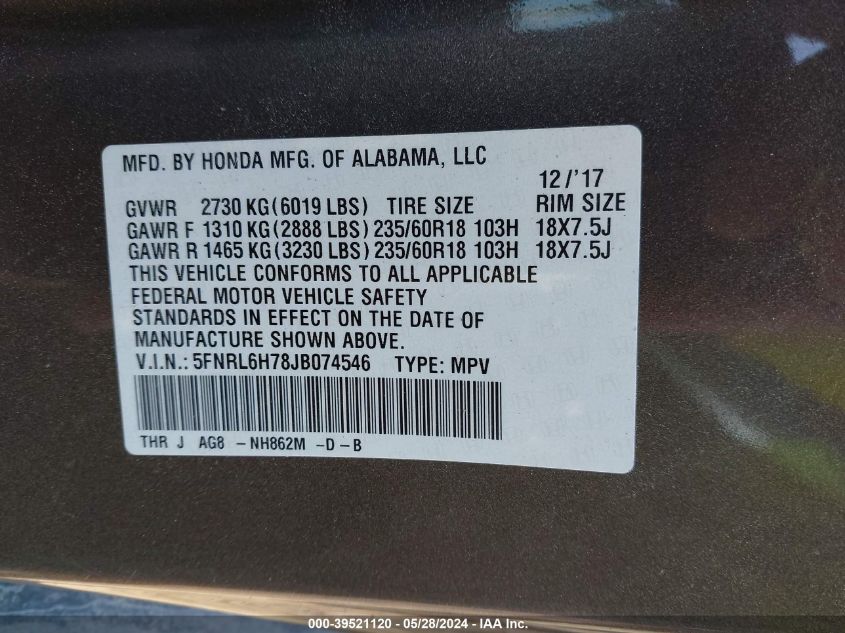 MFD. BY HONDA MFG. OF ALABAMA, LLC
12/'17
GVWR 2730 KG(6019 LBS) TIRE SIZE RIM SIZE
GAWR F 1310 KG(2888 LBS)235/60R18 103H 18X7.5J
GAWR R 1465 KG(3230 LBS)235/60R18 103H 18X7.5J
THIS VEHICLE CONFORMS TO ALL APPLICABLE
FEDERAL MOTOR VEHICLE SAFETY
STANDARDS IN EFFECT ON THE DATE OF
MANUFACTURE SHOWN ABOVE.
V.I.N.: 5FNRL6H78JB074546 TYPE: MPV
THR J AG8 -NH862M -D-B
000-39521120 - 05/28/2024 - IAA Inc.